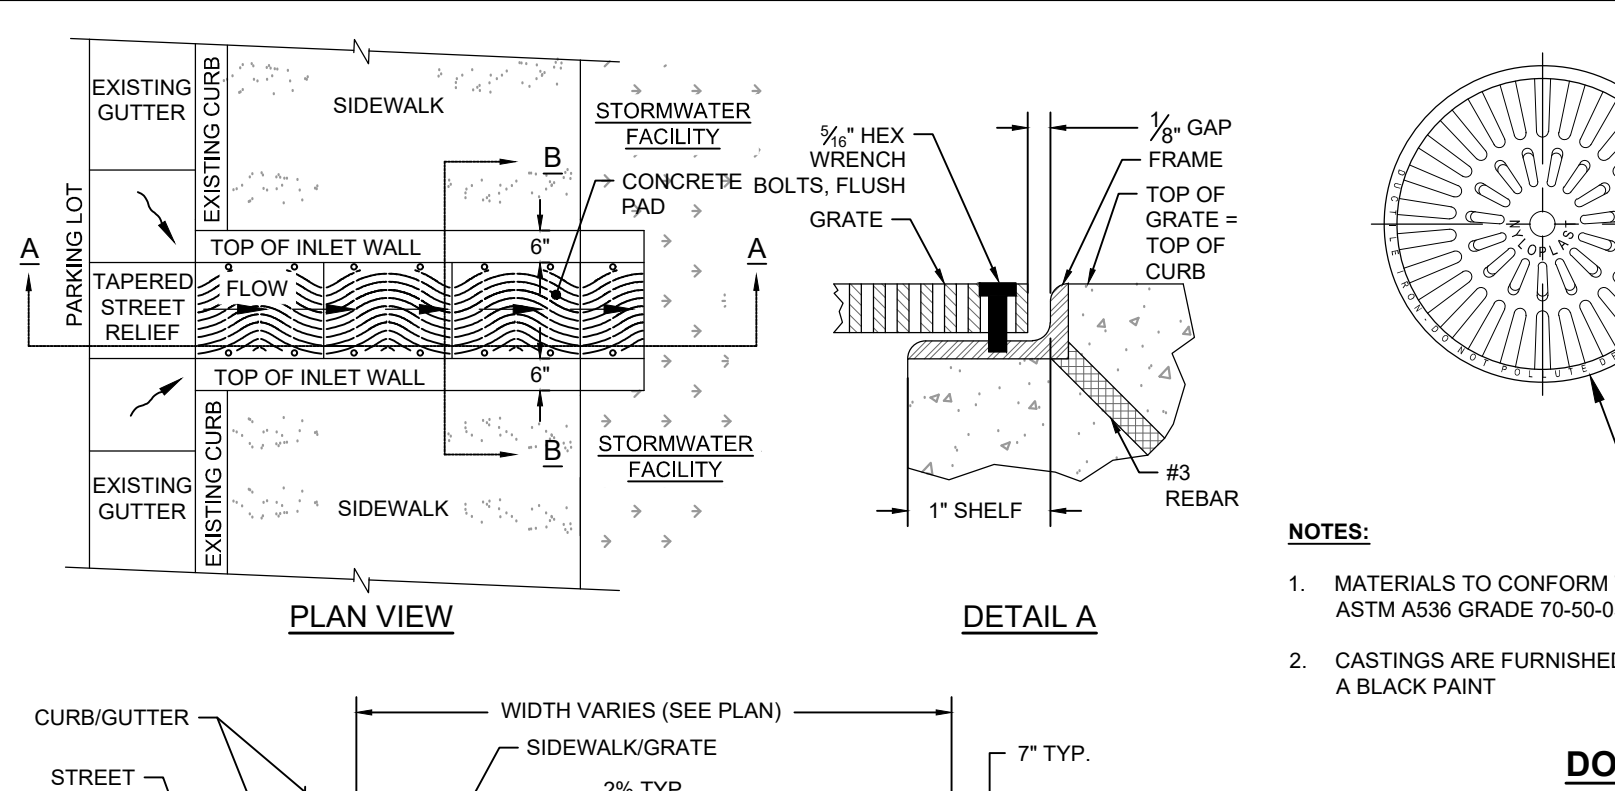 EXISTING
GUTTER
EXISTING CURB
SIDEWALK
STORMWATER
FACILITY
B
CONCRETE
PAD
PARKING LOT
A
TOP OF INLET WALL
6"
A
TAPERED
STREET
RELIEF
FLOW
TOP OF INLET WALL
6"
EXISTING
GUTTER
EXISTING CURB
SIDEWALK
B
STORMWATER
FACILITY
PLAN VIEW
5/16" HEX
WRENCH
BOLTS, FLUSH
GRATE
1/8" GAP
FRAME
TOP OF
GRATE =
TOP OF
CURB
#3
REBAR
1" SHELF
DETAIL A
DUCTILE IRON - DO NOT POLLUTE
NYLOPLAST
NOTES:
1. MATERIALS TO CONFORM
ASTM A536 GRADE 70-50-0
2. CASTINGS ARE FURNISHED
A BLACK PAINT
CURB/GUTTER
WIDTH VARIES (SEE PLAN)
SIDEWALK/GRATE
7" TYP.
STREET
2% TYP
DO